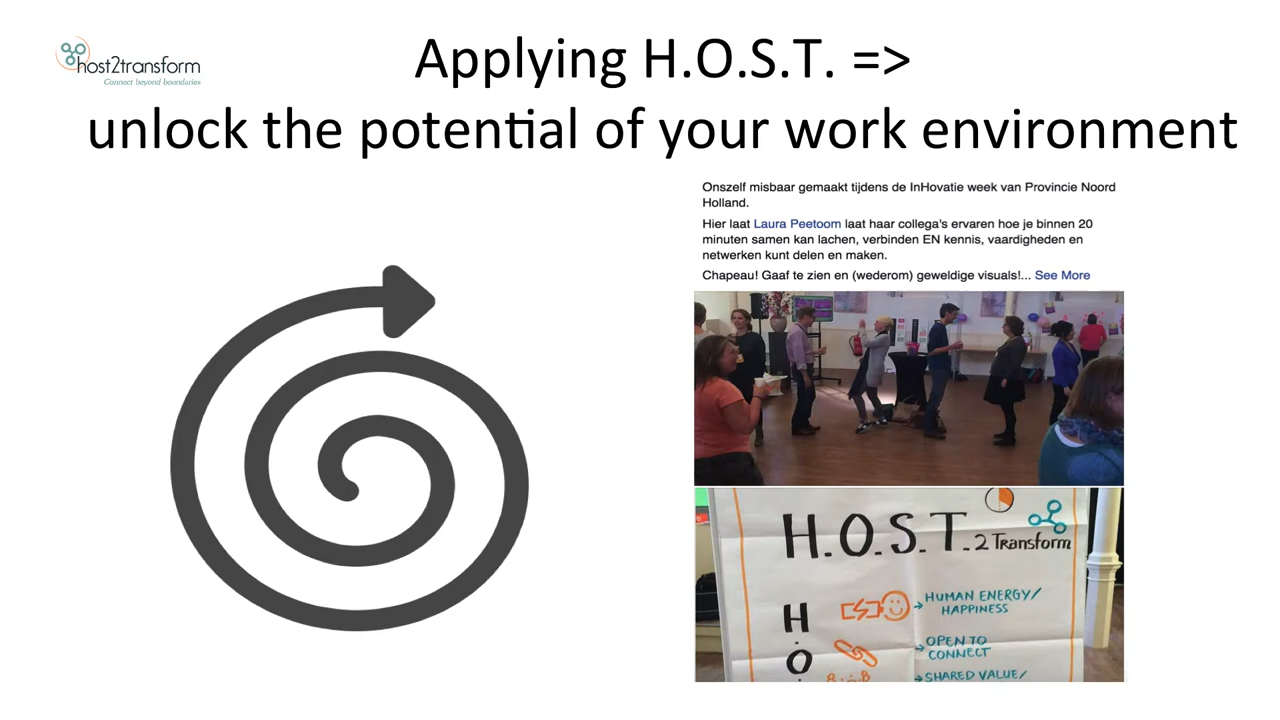 host2transform
Connect beyond boundaries
Applying H.O.S.T. =>
unlock the potential of your work environment
Onszelf misbaar gemaakt tijdens de InHovatie week van Provincie Noord
Holland.
Hier laat Laura Peetoom laat haar collega's ervaren hoe je binnen 20
minuten samen kan lachen, verbinden EN kennis, vaardigheden en
netwerken kunt delen en maken.
Chapeau! Gaaf te zien en (wederom) geweldige visuals!... See More
H.O.S.T. 2 Transform
H
HUMAN ENERGY/
HAPPINESS
O
OPEN TO
CONNECT
SHARED VALUE/